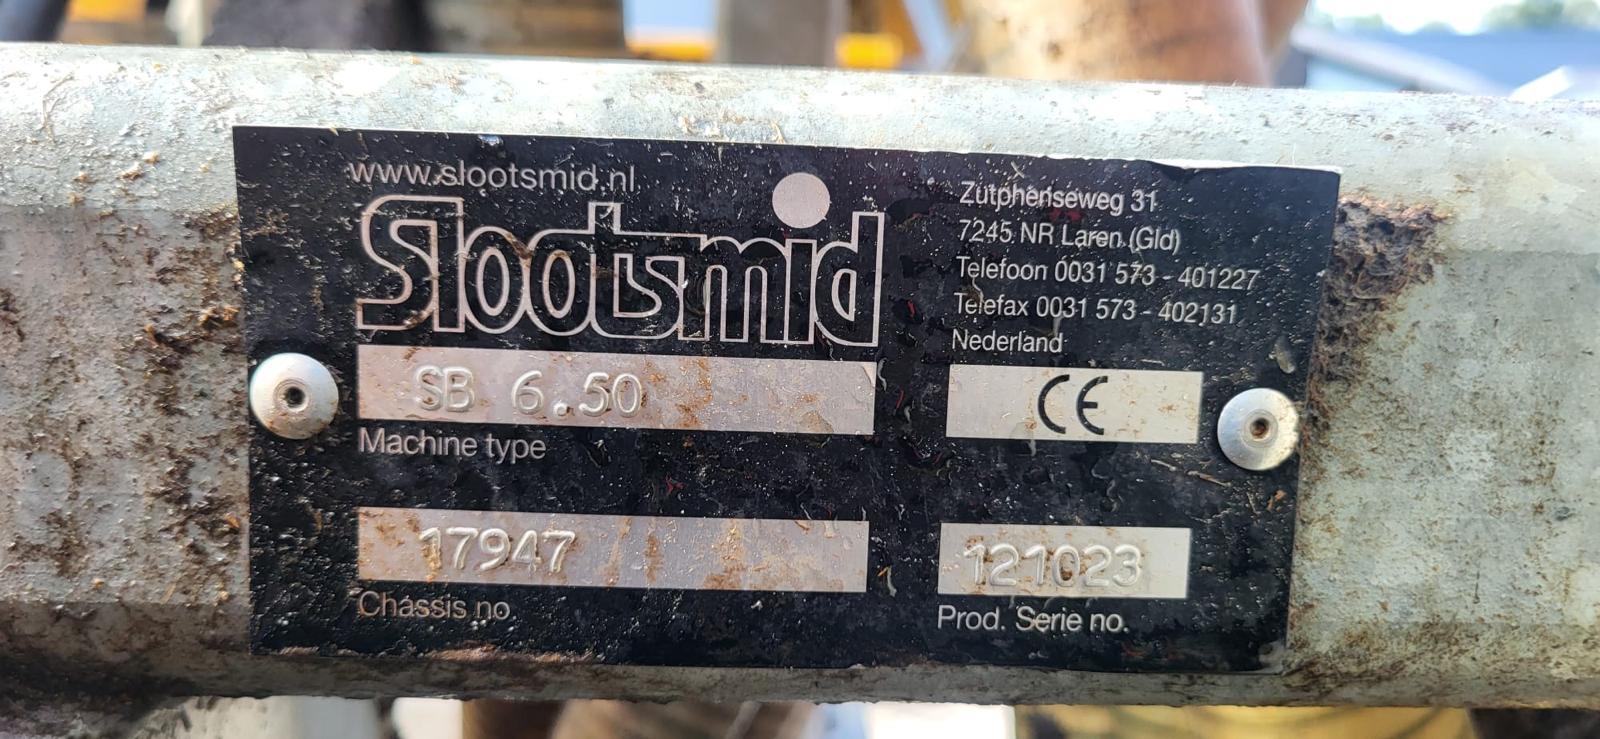 www.slootsmid.nl
Slootsmid
Zutphenseweg 31
7245 NR Laren (Gld)
Telefoon 0031 573 - 401227
Telefax 0031 573 - 402131
Nederland
SB 6.50
CE
Machine type
17947
121023
Chassis no
Prod. Serie no.